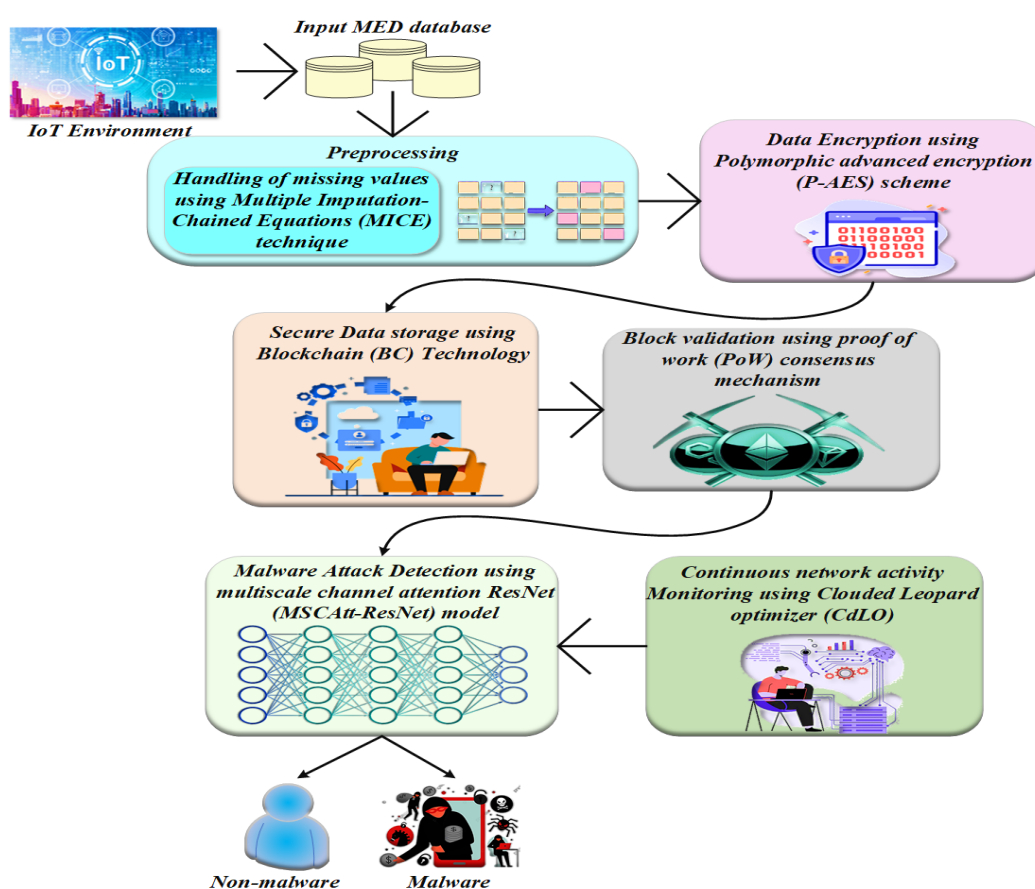 Input MED database
IoT
IoT Environment
Preprocessing
Handling of missing values
using Multiple Imputation-
Chained Equations (MICE)
technique
?
?
?
Data Encryption using
Polymorphic advanced encryption
(P-AES) scheme
01100100
01100001
01110100
00001
Secure Data storage using
Blockchain (BC) Technology
Block validation using proof of
work (PoW) consensus
mechanism
Malware Attack Detection using
multiscale channel attention ResNet
(MSCAtt-ResNet) model
Continuous network activity
Monitoring using Clouded Leopard
optimizer (CdLO)
Non-malware
Malware